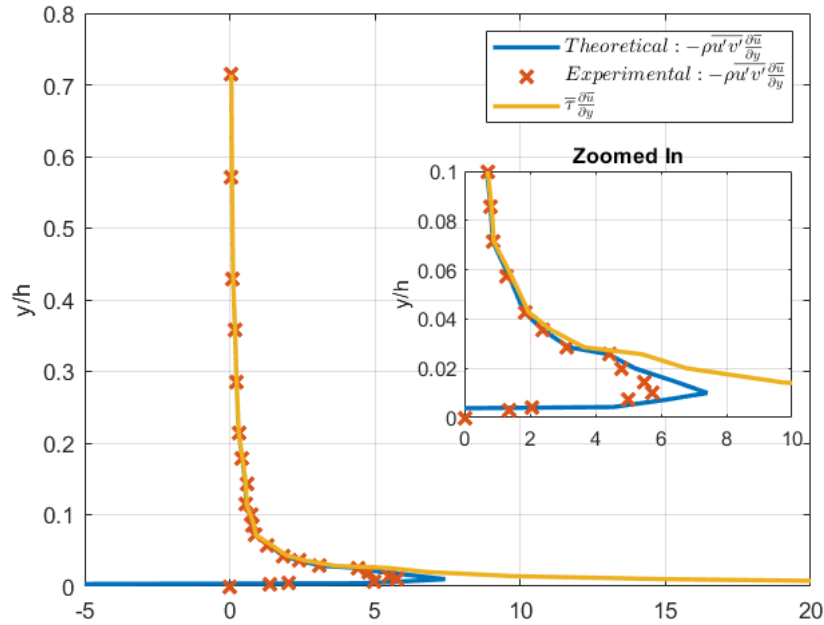 0.8
0.7
0.6
0.5
0.4
0.3
0.2
0.1
0
y/h
-5 0 5 10 15 20
Theoretical : −ρu′v′ ∂u/∂y
Experimental : −ρu′v′ ∂u/∂y
τ ∂u/∂y
Zoomed In
0.1
0.08
0.06
0.04
0.02
0
y/h
0 2 4 6 8 10